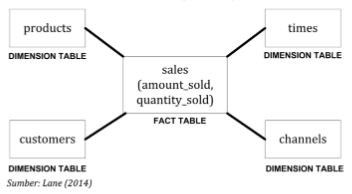 products
times
DIMENSION TABLE
DIMENSION TABLE
sales
(amount_sold,
quantity_sold)
FACT TABLE
customers
channels
DIMENSION TABLE
DIMENSION TABLE
Sumber: Lane (2014)